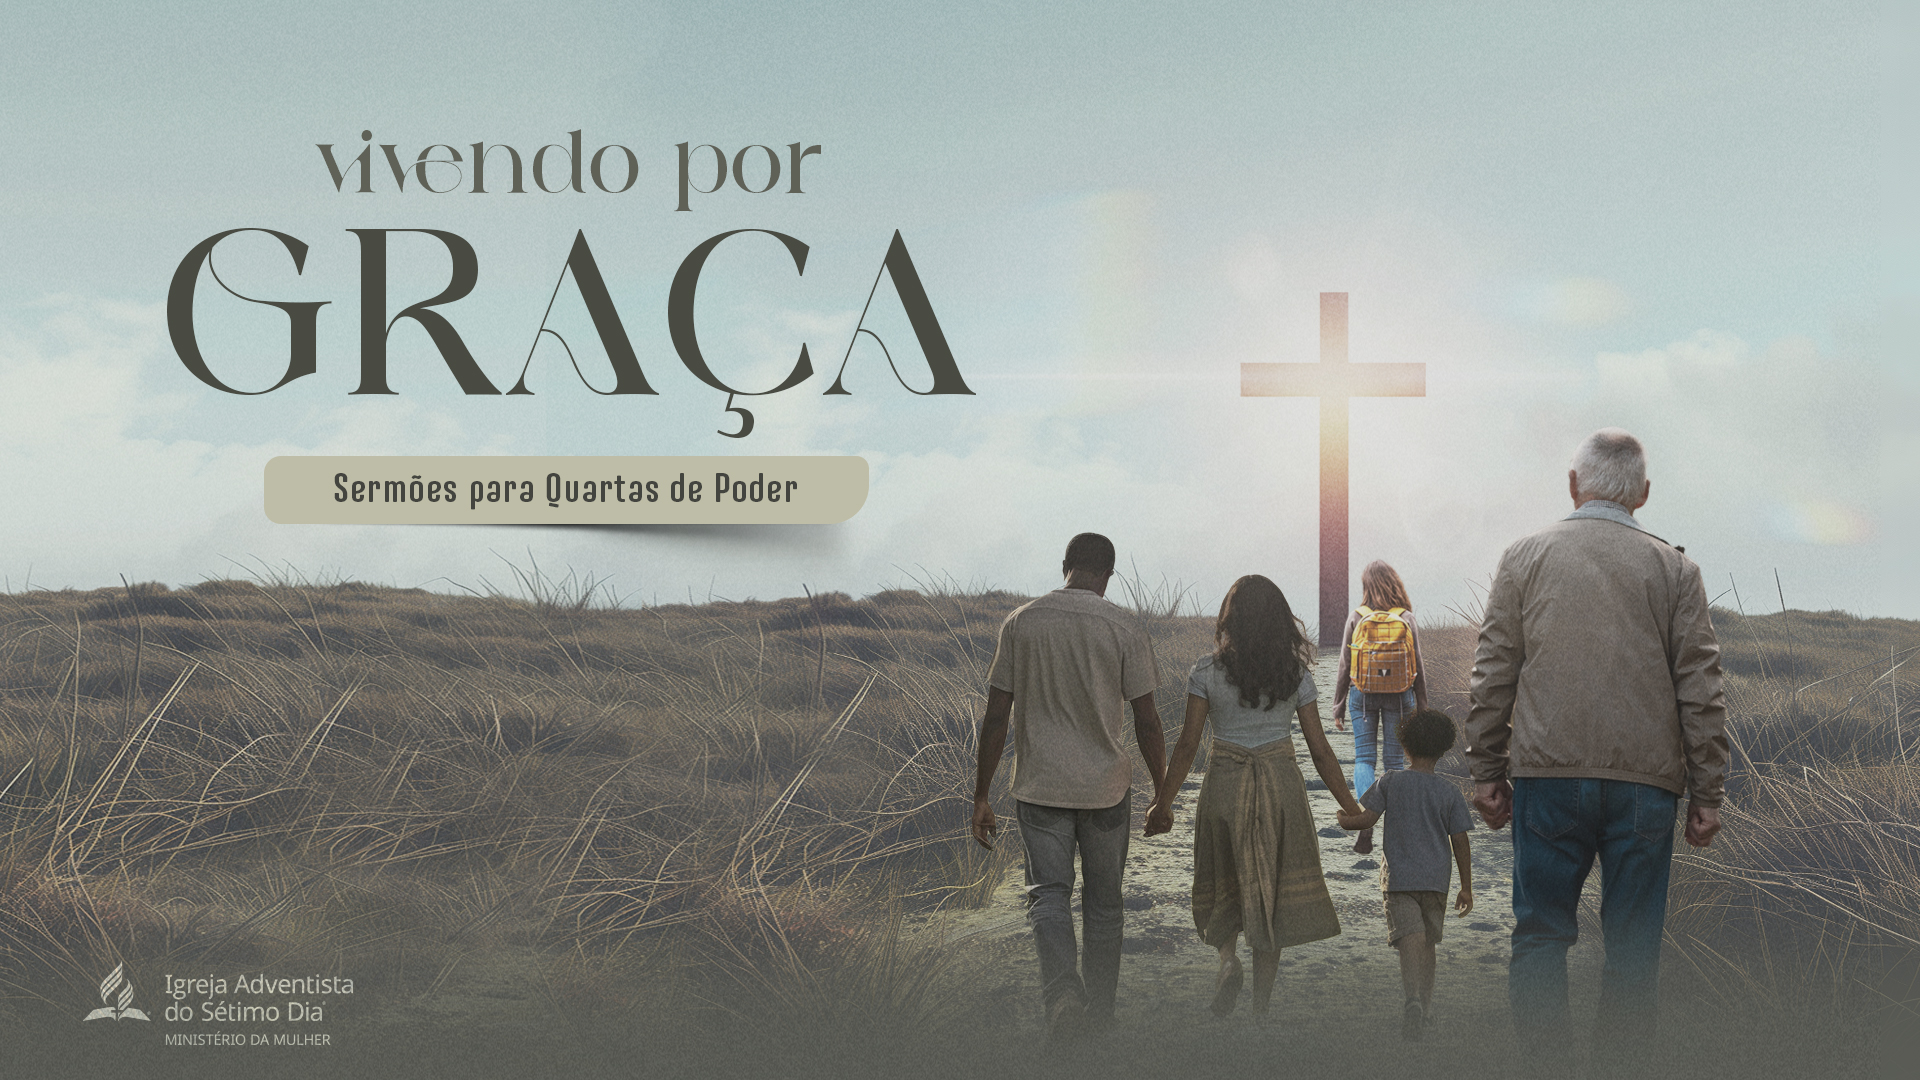 vivendo por
GRAÇA
Sermões para Quartas de Poder
Igreja Adventista
do Sétimo Dia
MINISTÉRIO DA MULHER